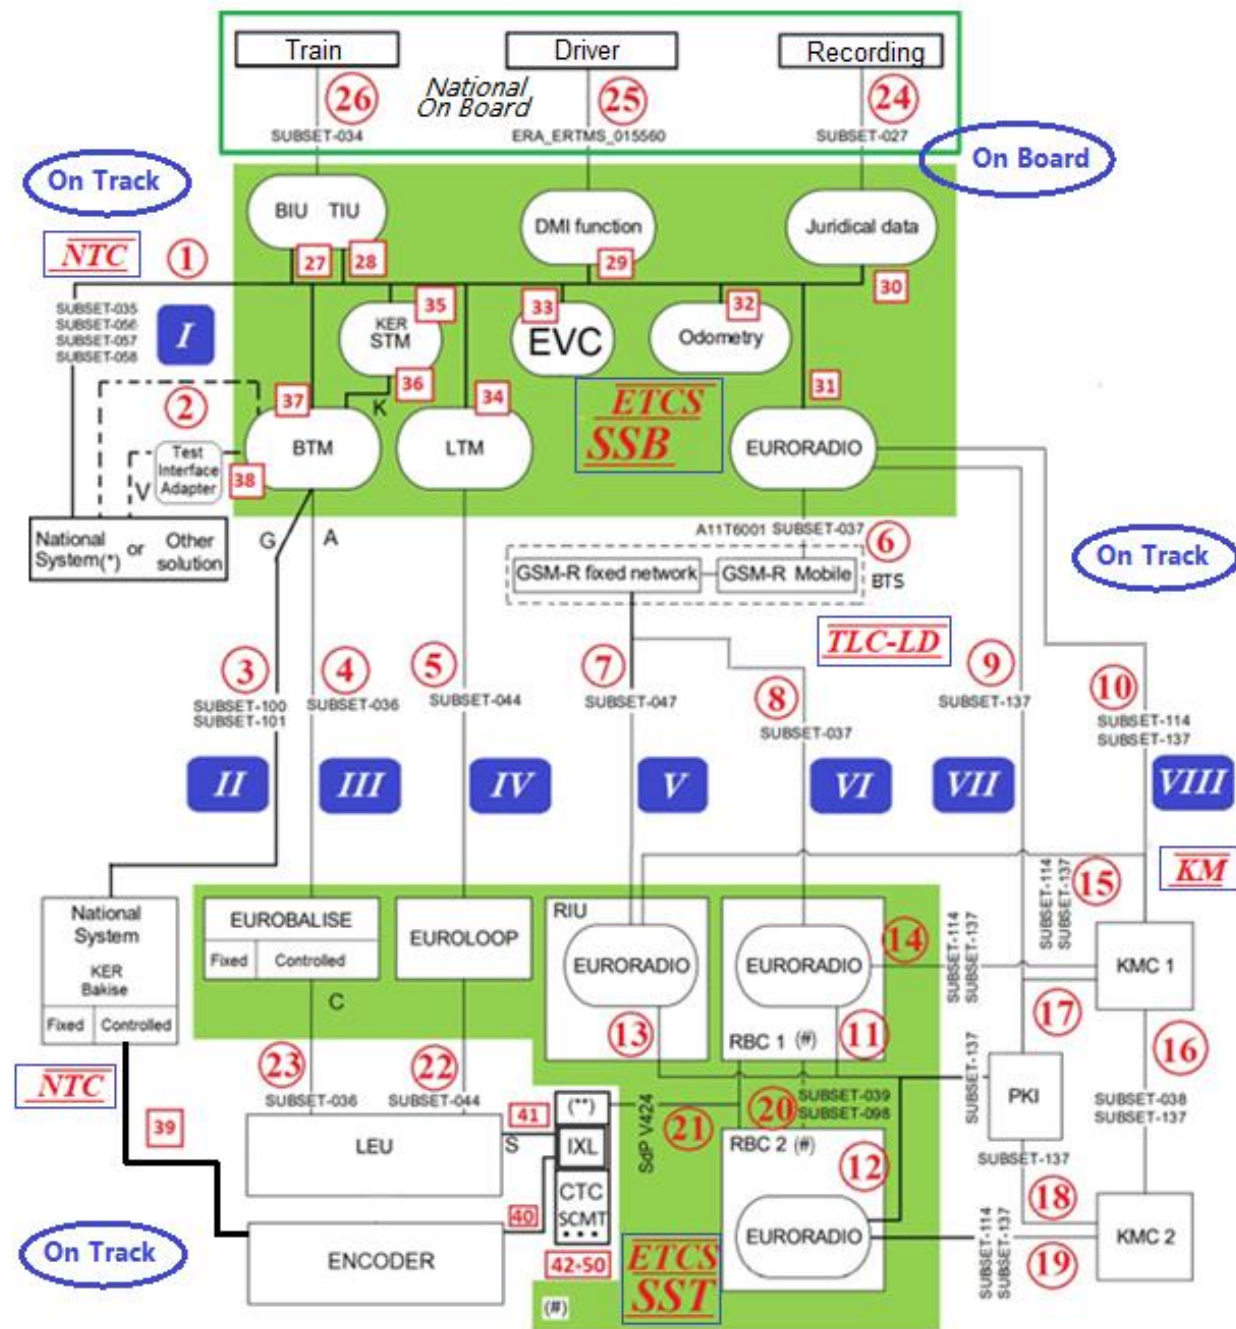 Train
Driver
Recording
National
On Board
26
25
24
SUBSET-034
ERA_ERTMS_015560
SUBSET-027
On Board
On Track
BIU TIU
DMI function
Juridical data
NTC
1
27
28
29
30
SUBSET-035
SUBSET-056
SUBSET-057
SUBSET-058
I
35
33
32
KER
STM
EVC
Odometry
36
K
ETCS
SSB
31
2
37
34
BTM
LTM
EURORADIO
Test
Interface
Adapter
38
V
National
System(*)
or
Other
solution
G
A
A11T6001 SUBSET-037
6
GSM-R fixed network
GSM-R Mobile
BTS
On Track
TLC-LD
3
4
5
7
8
9
10
SUBSET-100
SUBSET-101
SUBSET-036
SUBSET-044
SUBSET-047
SUBSET-037
SUBSET-137
SUBSET-114
SUBSET-137
II
III
IV
V
VI
VII
VIII
KM
15
SUBSET-114
SUBSET-137
National
System
KER
Bakise
Fixed
Controlled
EUROBALISE
Fixed
Controlled
C
EUROLOOP
RIU
EURORADIO
13
EURORADIO
14
RBC 1 (#)
11
SUBSET-114
SUBSET-137
KMC 1
17
16
NTC
23
22
SUBSET-036
SUBSET-044
39
LEU
41
S
(**)
IXL
CTC
SCMT
...
40
42-50
ENCODER
On Track
SdP V424
21
20
SUBSET-039
SUBSET-098
RBC 2 (#)
12
EURORADIO
SUBSET-137
PKI
SUBSET-137
SUBSET-038
SUBSET-137
18
SUBSET-114
SUBSET-137
19
KMC 2
ETCS
SST
(#)